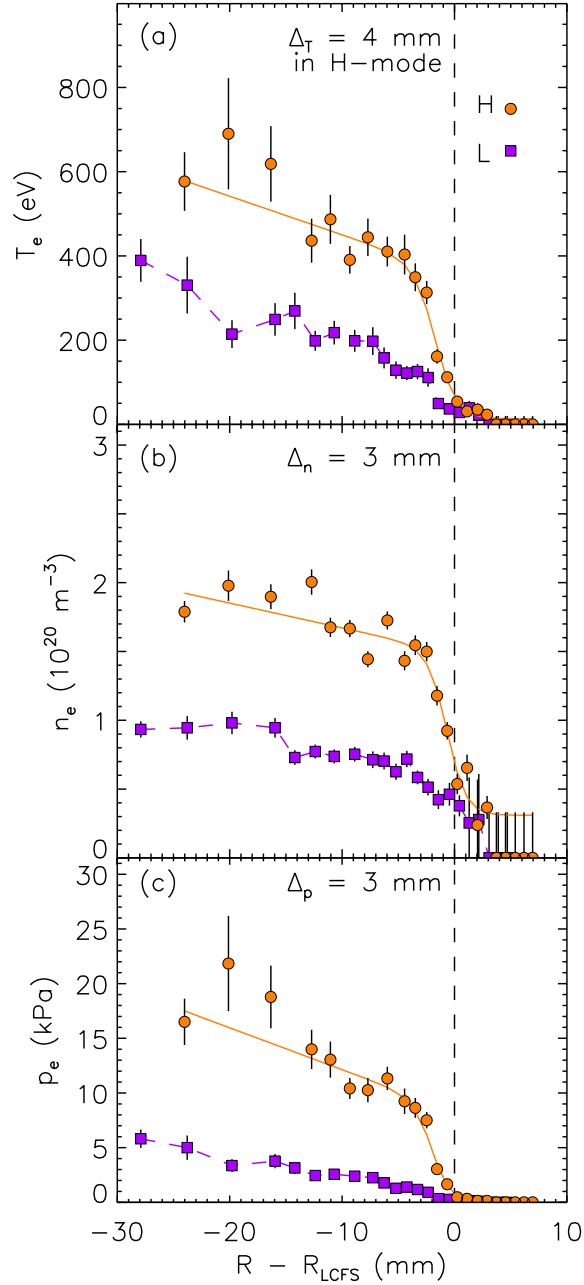 (a)
Δ_T = 4 mm
in H−mode
H
L
800
600
400
200
0
T_e (eV)
(b)
Δ_n = 3 mm
3
2
1
0
n_e (10^20 m^−3)
(c)
Δ_p = 3 mm
30
25
20
15
10
5
0
p_e (kPa)
−30
−20
−10
0
10
R − R_LCFS (mm)